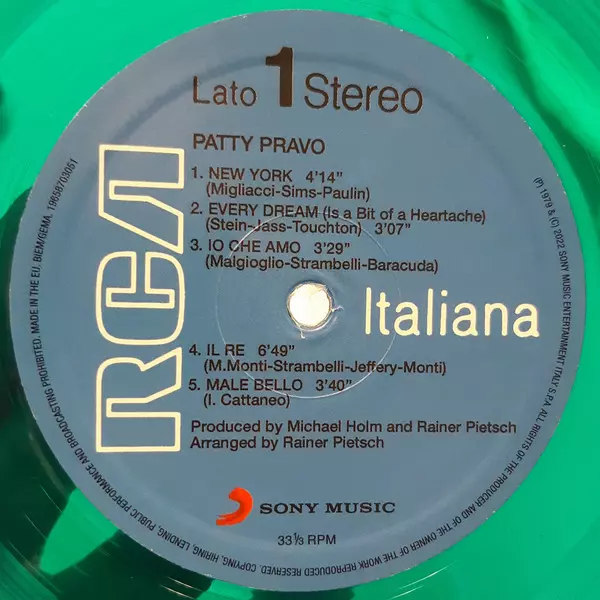 Lato 1 Stereo
PATTY PRAVO
1. NEW YORK 4'14"
(Migliacci-Sims-Paulin)
2. EVERY DREAM (Is a Bit of a Heartache)
(Stein-Jass-Touchton) 3'07"
3. IO CHE AMO 3'29"
(Malgioglio-Strambelli-Baracuda)
RCA
Italiana
4. IL RE 6'49"
(M.Monti-Strambelli-Jeffery-Monti)
5. MALE BELLO 3'40"
(I. Cattaneo)
Produced by Michael Holm and Rainer Pietsch
Arranged by Rainer Pietsch
SONY MUSIC
33 1/3 RPM
(P) 1979 & (C) 2022 SONY MUSIC ENTERTAINMENT ITALY S.P.A. ALL RIGHTS OF THE PRODUCER AND OF THE OWNER OF THE WORK REPRODUCED RESERVED. COPYING, HIRING, LENDING, PUBLIC PERFORMANCE AND BROADCASTING PROHIBITED. MADE IN THE EU. BIEM/GEMA. 19658703051